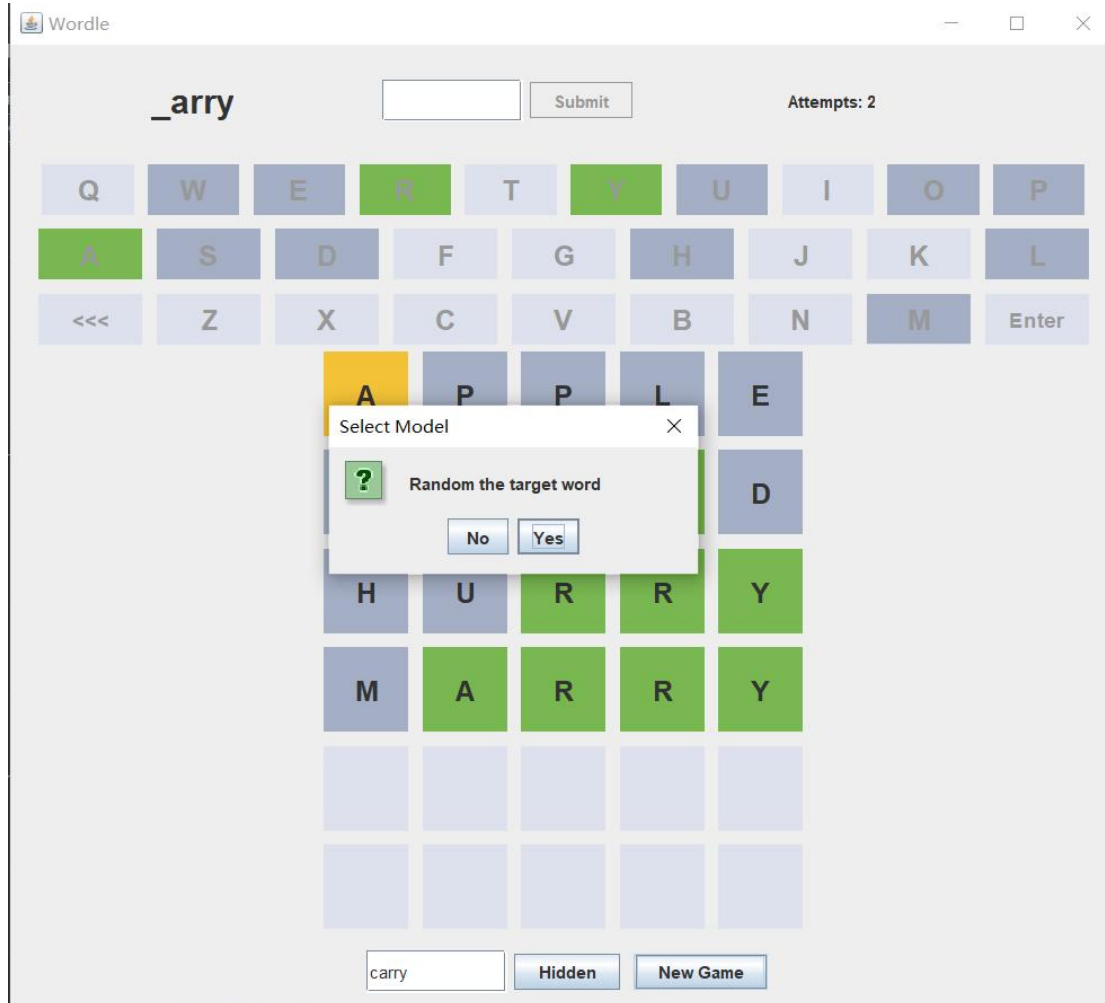 Wordle
_arry Submit Attempts: 2
Q W E R T Y U I O P
A S D F G H J K L
<<< Z X C V B N M Enter
A P P L E
Select Model
Random the target word
D
No Yes
H U R R Y
M A R R Y
carry Hidden New Game